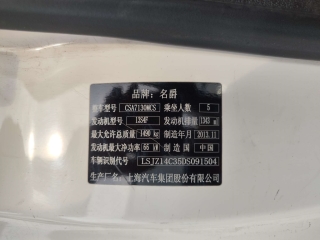 品牌：名爵
整车型号 CSA7130MCS 乘坐人数 5
发动机型号 13S4F 发动机排量 1343 ml
最大允许总质量 1490 kg 制造年月 2013.11
发动机最大净功率 66 kW 制造国 中国
车辆识别代号 LSJZ14C35DS091504
生产厂名：上海汽车集团股份有限公司